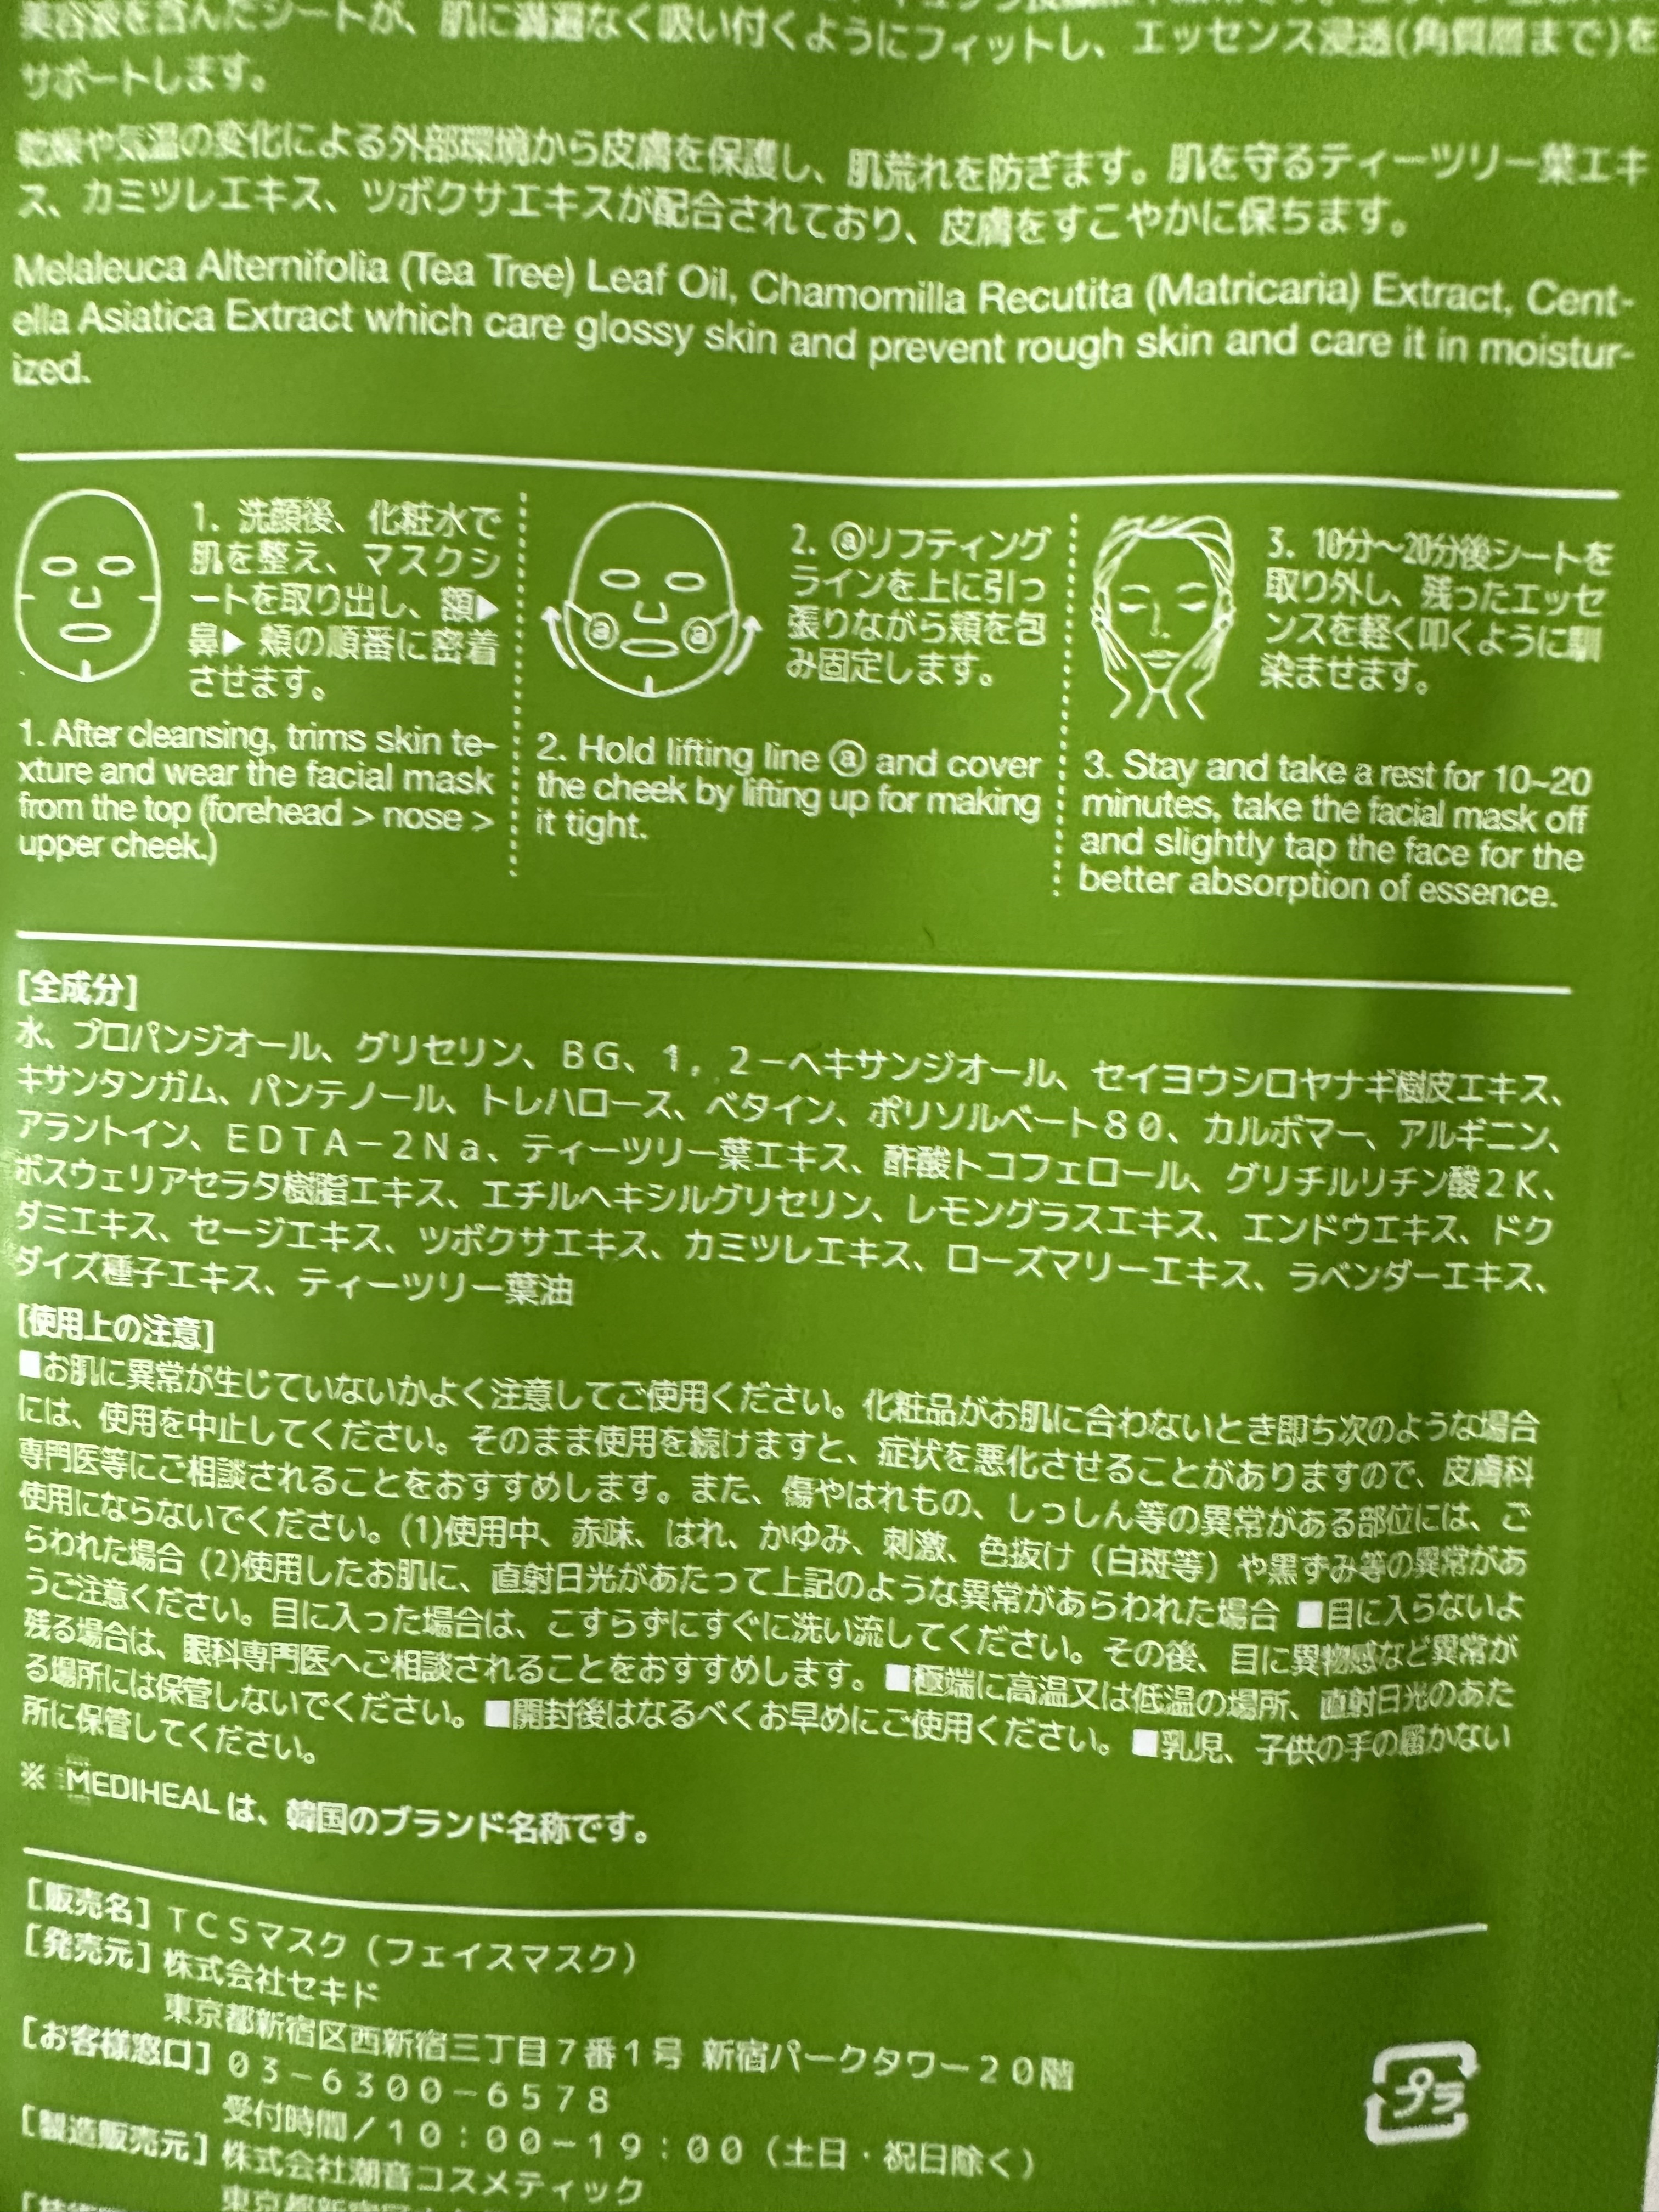 美容液を含んだシートが、肌に満遍なく吸い付くようにフィットし、エッセンス浸透(角質層まで)を
サポートします。
乾燥や気温の変化による外部環境から皮膚を保護し、肌荒れを防ぎます。肌を守るティーツリー葉エキ
ス、カミツレエキス、ツボクサエキスが配合されており、皮膚をすこやかに保ちます。
Melaleuca Alternifolia (Tea Tree) Leaf Oil, Chamomilla Recutita (Matricaria) Extract, Cent-
ella Asiatica Extract which care glossy skin and prevent rough skin and care it in moistur-
ized.
1. 洗顔後、化粧水で
肌を整え、マスクシ
ートを取り出し、額▶
鼻▶ 頬の順番に密着
させます。
1. After cleansing, trims skin te-
xture and wear the facial mask
from the top (forehead > nose >
upper cheek.)
ⓐ ⓐ
2. ⓐリフティング
ラインを上に引っ
張りながら頬を包
み固定します。
2. Hold lifting line ⓐ and cover
the cheek by lifting up for making
it tight.
3. 10分～20分後シートを
取り外し、残ったエッセ
ンスを軽く叩くように馴
染ませます。
3. Stay and take a rest for 10~20
minutes, take the facial mask off
and slightly tap the face for the
better absorption of essence.
[全成分]
水、プロパンジオール、グリセリン、ＢＧ、１，２－ヘキサンジオール、セイヨウシロヤナギ樹皮エキス、
キサンタンガム、パンテノール、トレハロース、ベタイン、ポリソルベート８０、カルボマー、アルギニン、
アラントイン、ＥＤＴＡ－２Ｎａ、ティーツリー葉エキス、酢酸トコフェロール、グリチルリチン酸２Ｋ、
ボスウェリアセラタ樹脂エキス、エチルヘキシルグリセリン、レモングラスエキス、エンドウエキス、ドク
ダミエキス、セージエキス、ツボクサエキス、カミツレエキス、ローズマリーエキス、ラベンダーエキス、
ダイズ種子エキス、ティーツリー葉油
[使用上の注意]
■お肌に異常が生じていないかよく注意してご使用ください。化粧品がお肌に合わないとき即ち次のような場合
には、使用を中止してください。そのまま使用を続けますと、症状を悪化させることがありますので、皮膚科
専門医等にご相談されることをおすすめします。また、傷やはれもの、しっしん等の異常がある部位には、ご
使用にならないでください。(1)使用中、赤味、はれ、かゆみ、刺激、色抜け（白斑等）や黒ずみ等の異常があ
らわれた場合 (2)使用したお肌に、直射日光があたって上記のような異常があらわれた場合 ■目に入らないよ
うご注意ください。目に入った場合は、こすらずにすぐに洗い流してください。その後、目に異物感など異常が
残る場合は、眼科専門医へご相談されることをおすすめします。■極端に高温又は低温の場所、直射日光のあた
る場所には保管しないでください。■開封後はなるべくお早めにご使用ください。■乳児、子供の手の届かない
所に保管してください。
※ MEDIHEAL は、韓国のブランド名称です。
[販売名] ＴＣＳマスク（フェイスマスク）
[発売元] 株式会社セキド
東京都新宿区西新宿三丁目７番１号 新宿パークタワー２０階
[お客様窓口] ０３－６３００－６５７８
受付時間／１０：００－１９：００（土日・祝日除く）
[製造販売元] 株式会社潮音コスメティック
プラ